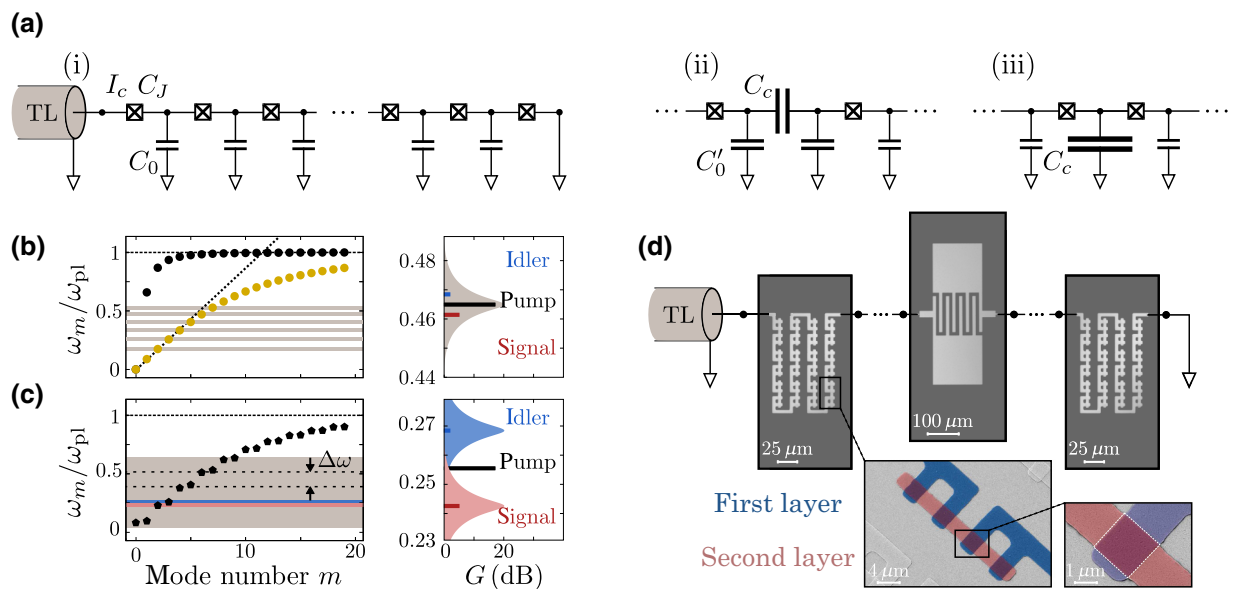 (a)
(i)
TL
I_c C_J
C_0
...
(ii)
...
C_c
C'_0
...
(iii)
...
C_c
...
(b)
ω_m/ω_pl
1
0.5
0
0.48
0.46
0.44
Idler
Pump
Signal
(c)
ω_m/ω_pl
1
0.5
0
Δω
0 10 20
Mode number m
0.27
0.25
0.23
Idler
Pump
Signal
0 20 40
G (dB)
(d)
TL
...
...
25 μm
100 μm
25 μm
First layer
Second layer
4 μm
1 μm